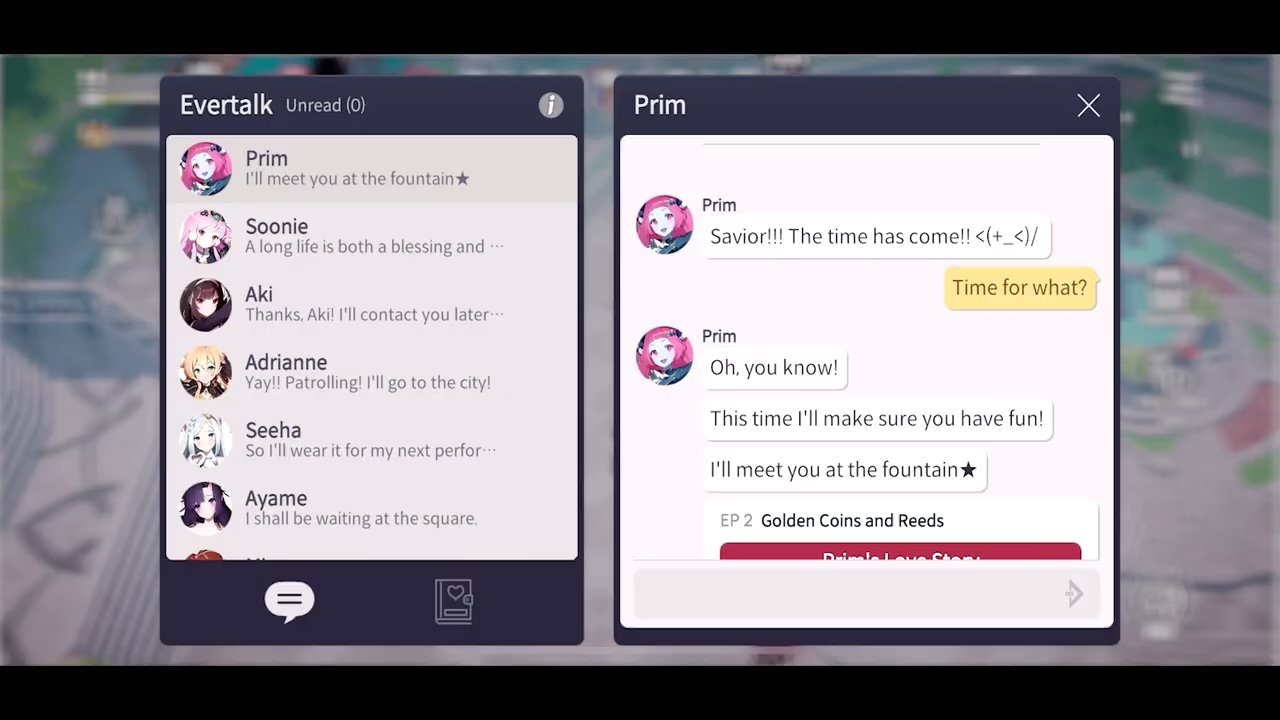 Evertalk Unread (0)
Prim
I'll meet you at the fountain★
Soonie
A long life is both a blessing and ···
Aki
Thanks, Aki! I'll contact you later···
Adrianne
Yay!! Patrolling! I'll go to the city!
Seeha
So I'll wear it for my next perfor···
Ayame
I shall be waiting at the square.
Prim
Prim
Savior!!! The time has come!! <(+_<)/
Time for what?
Prim
Oh, you know!
This time I'll make sure you have fun!
I'll meet you at the fountain★
EP 2 Golden Coins and Reeds
Prim's Love Story